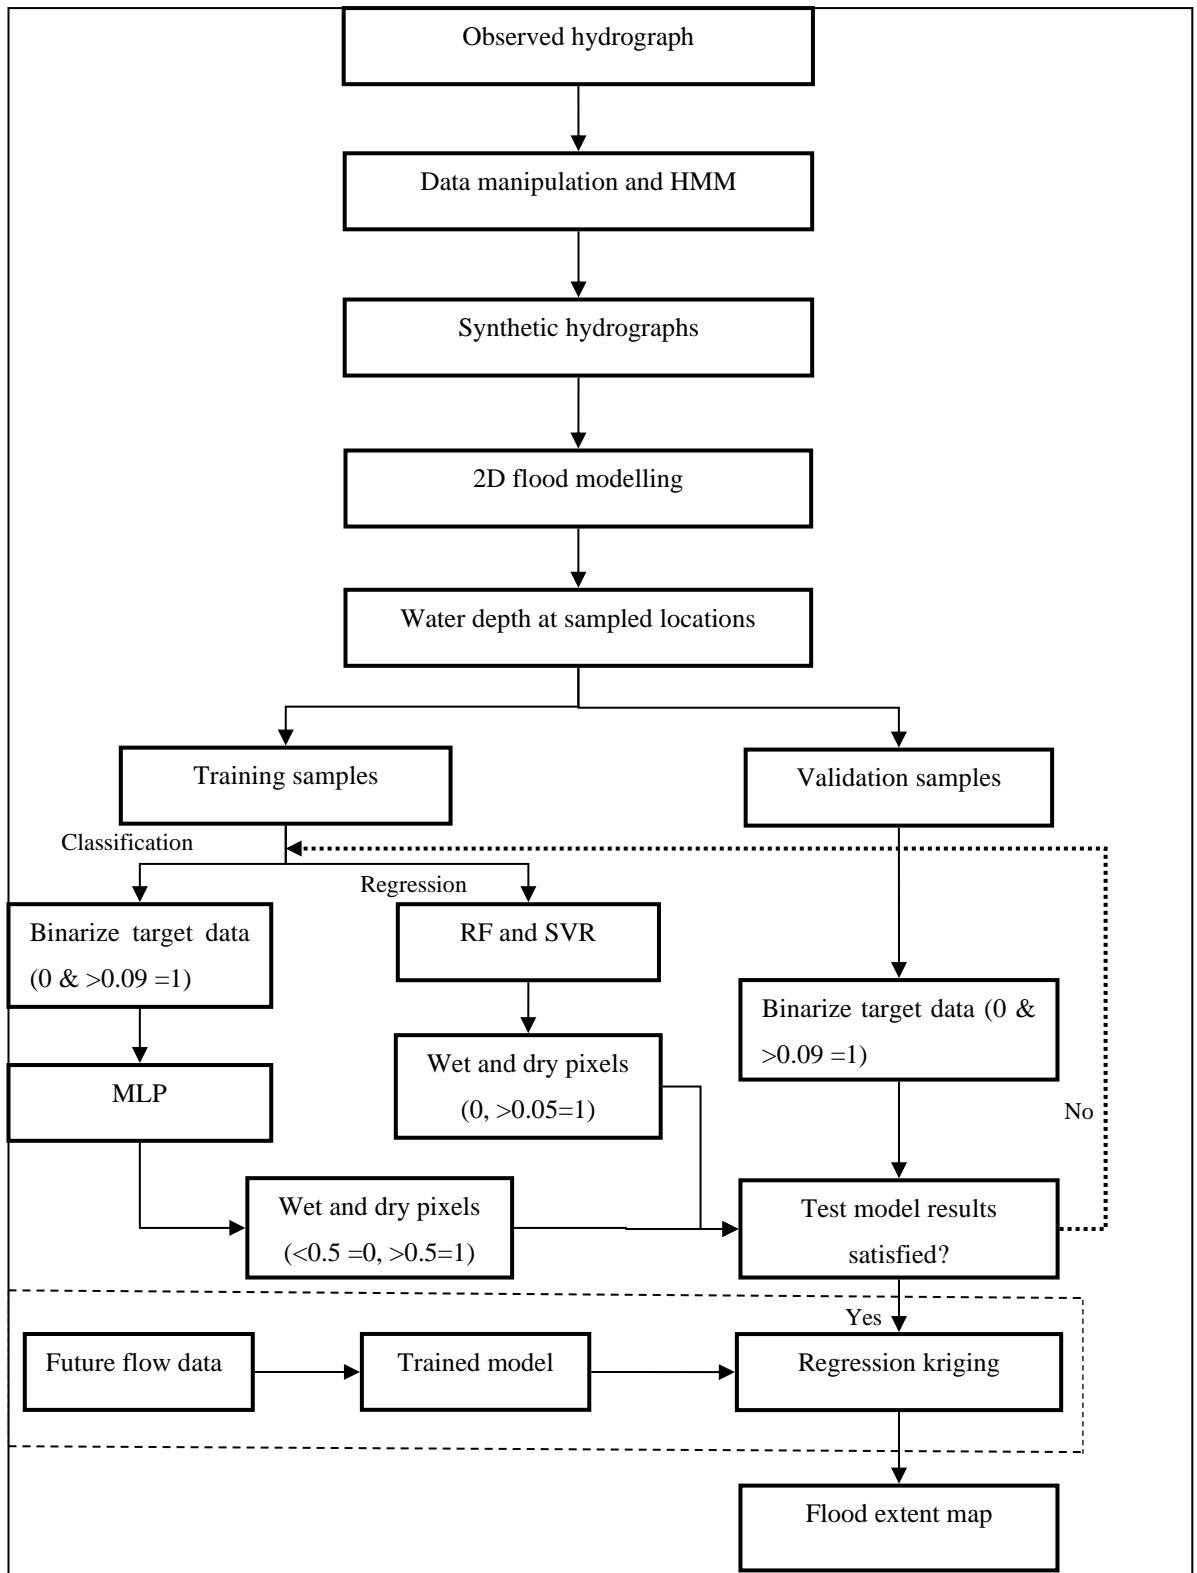 Observed hydrograph
Data manipulation and HMM
Synthetic hydrographs
2D flood modelling
Water depth at sampled locations
Training samples
Validation samples
Classification
Regression
Binarize target data
(0 & >0.09 =1)
RF and SVR
Binarize target data (0 &
>0.09 =1)
MLP
Wet and dry pixels
(0, >0.05=1)
No
Wet and dry pixels
(<0.5 =0, >0.5=1)
Test model results
satisfied?
Yes
Future flow data
Trained model
Regression kriging
Flood extent map